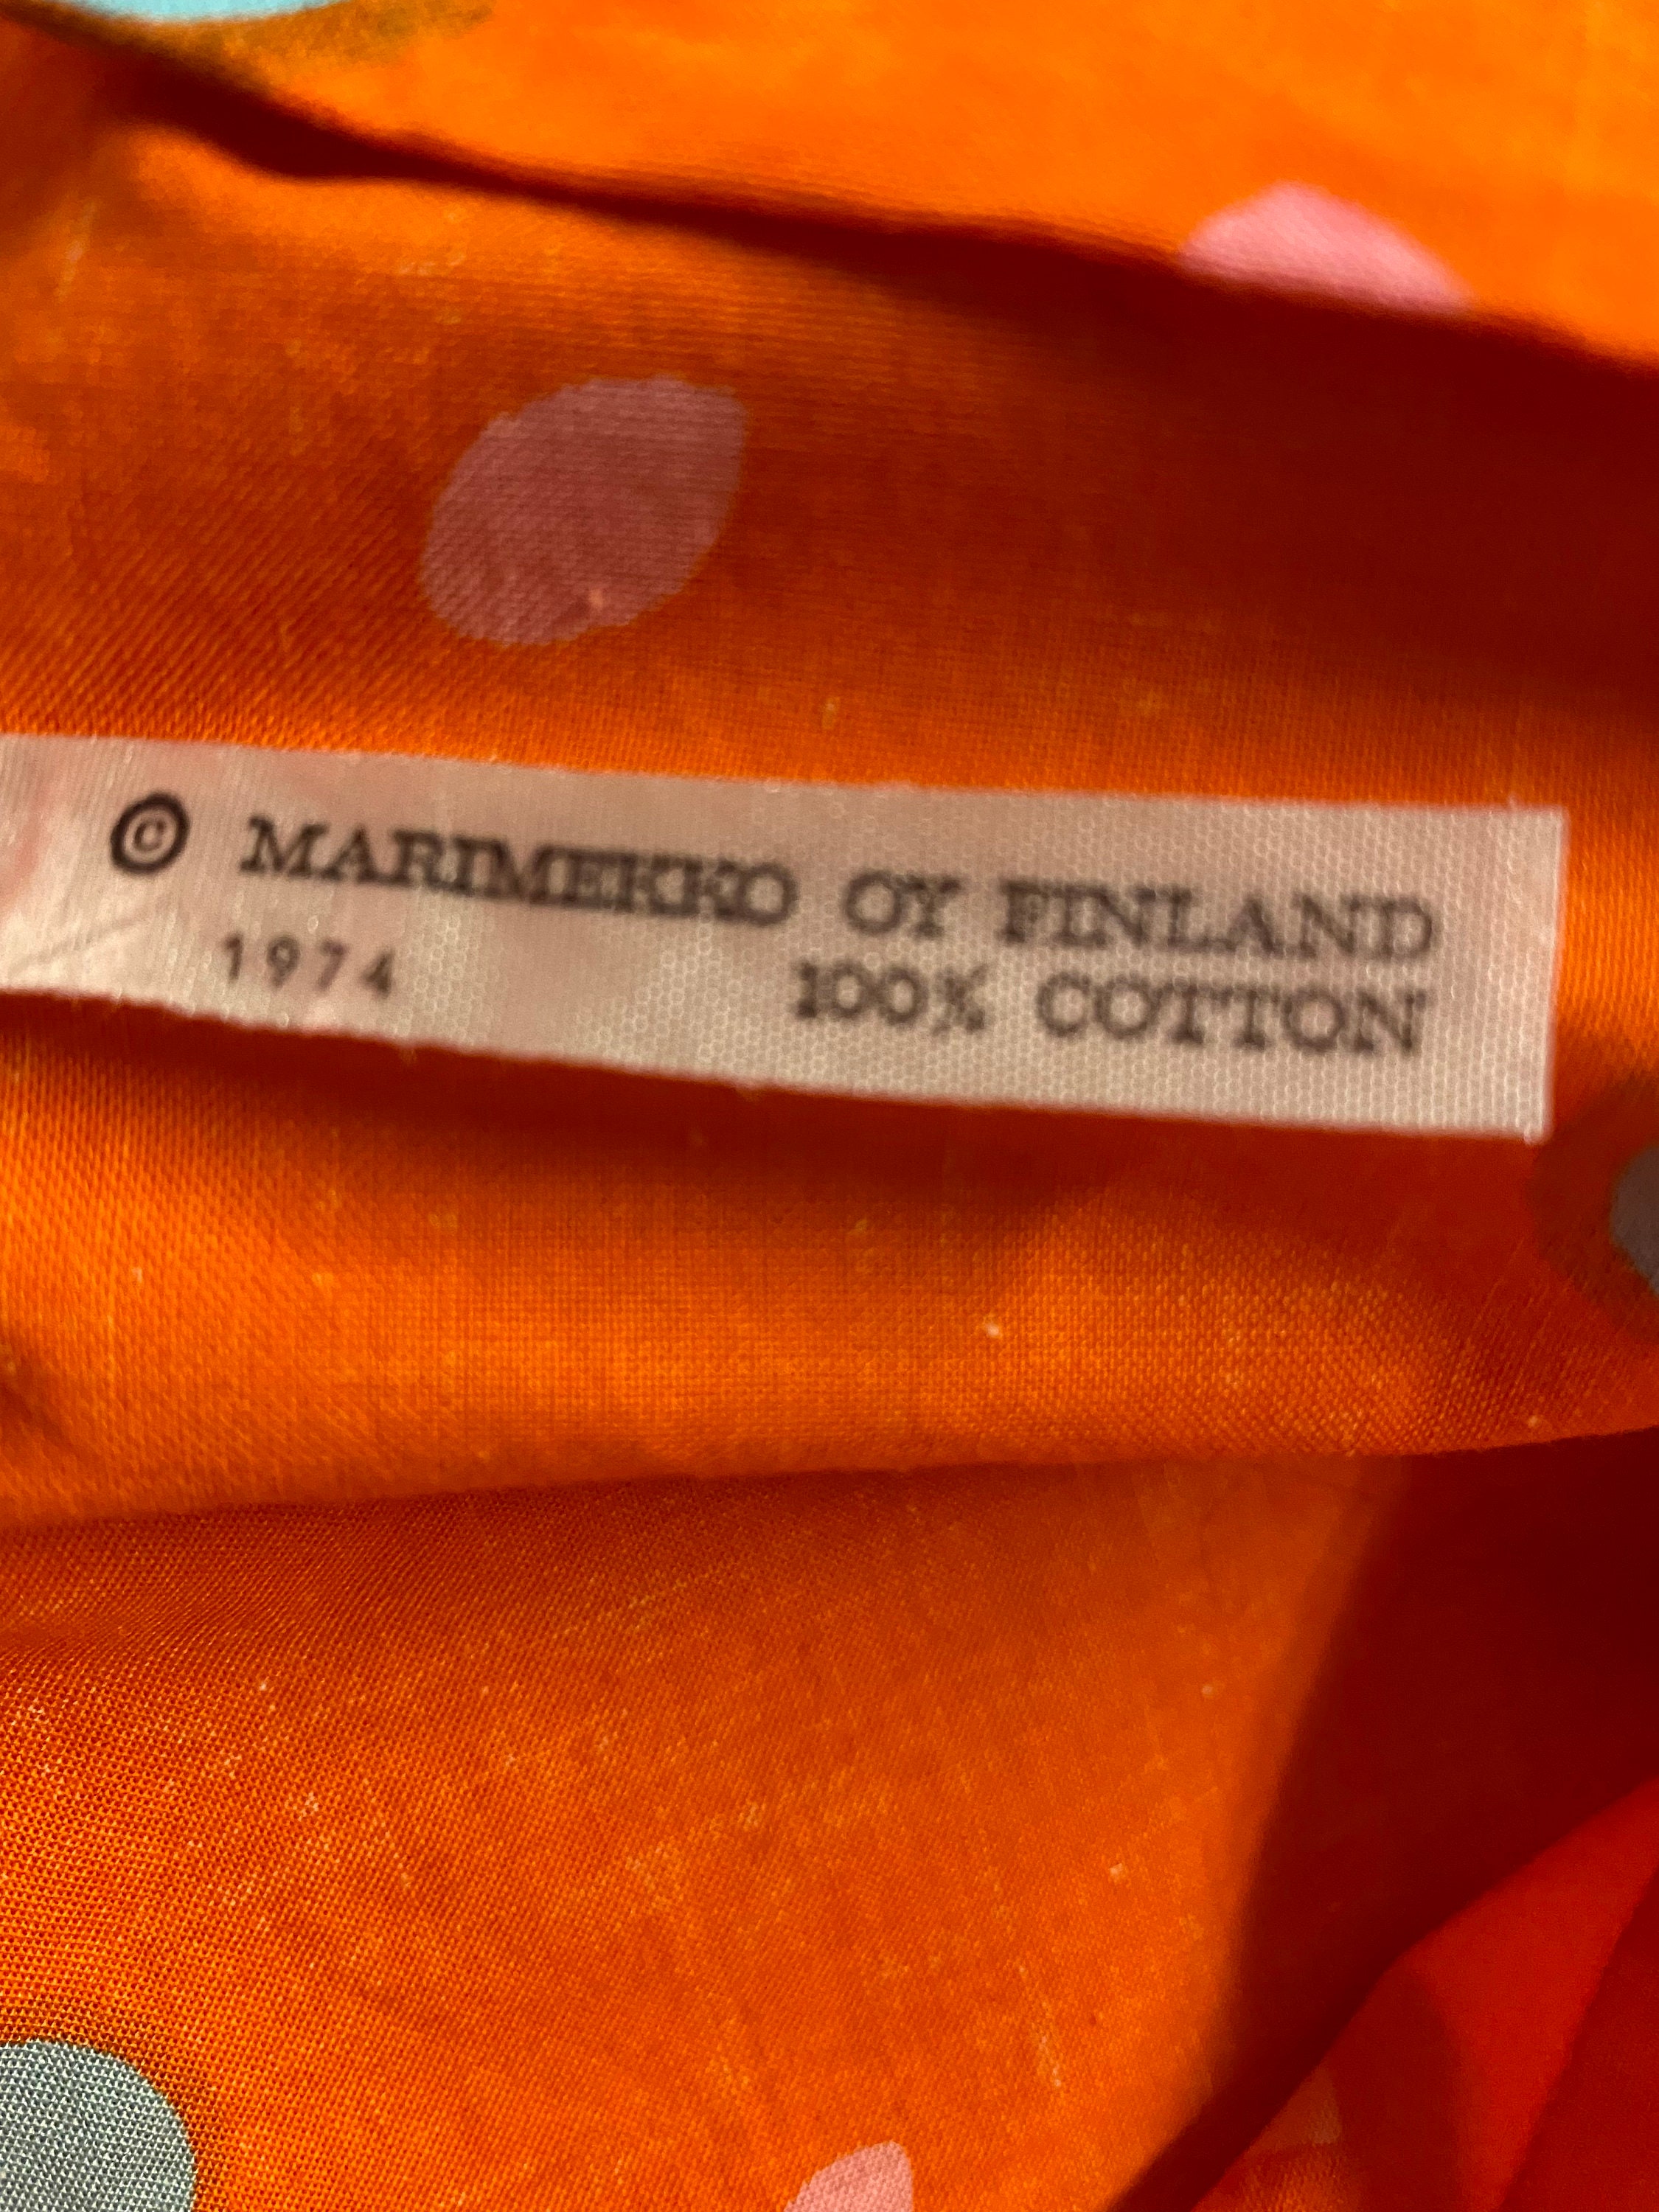 © MARIMEKKO OY FINLAND
1974 100% COTTON